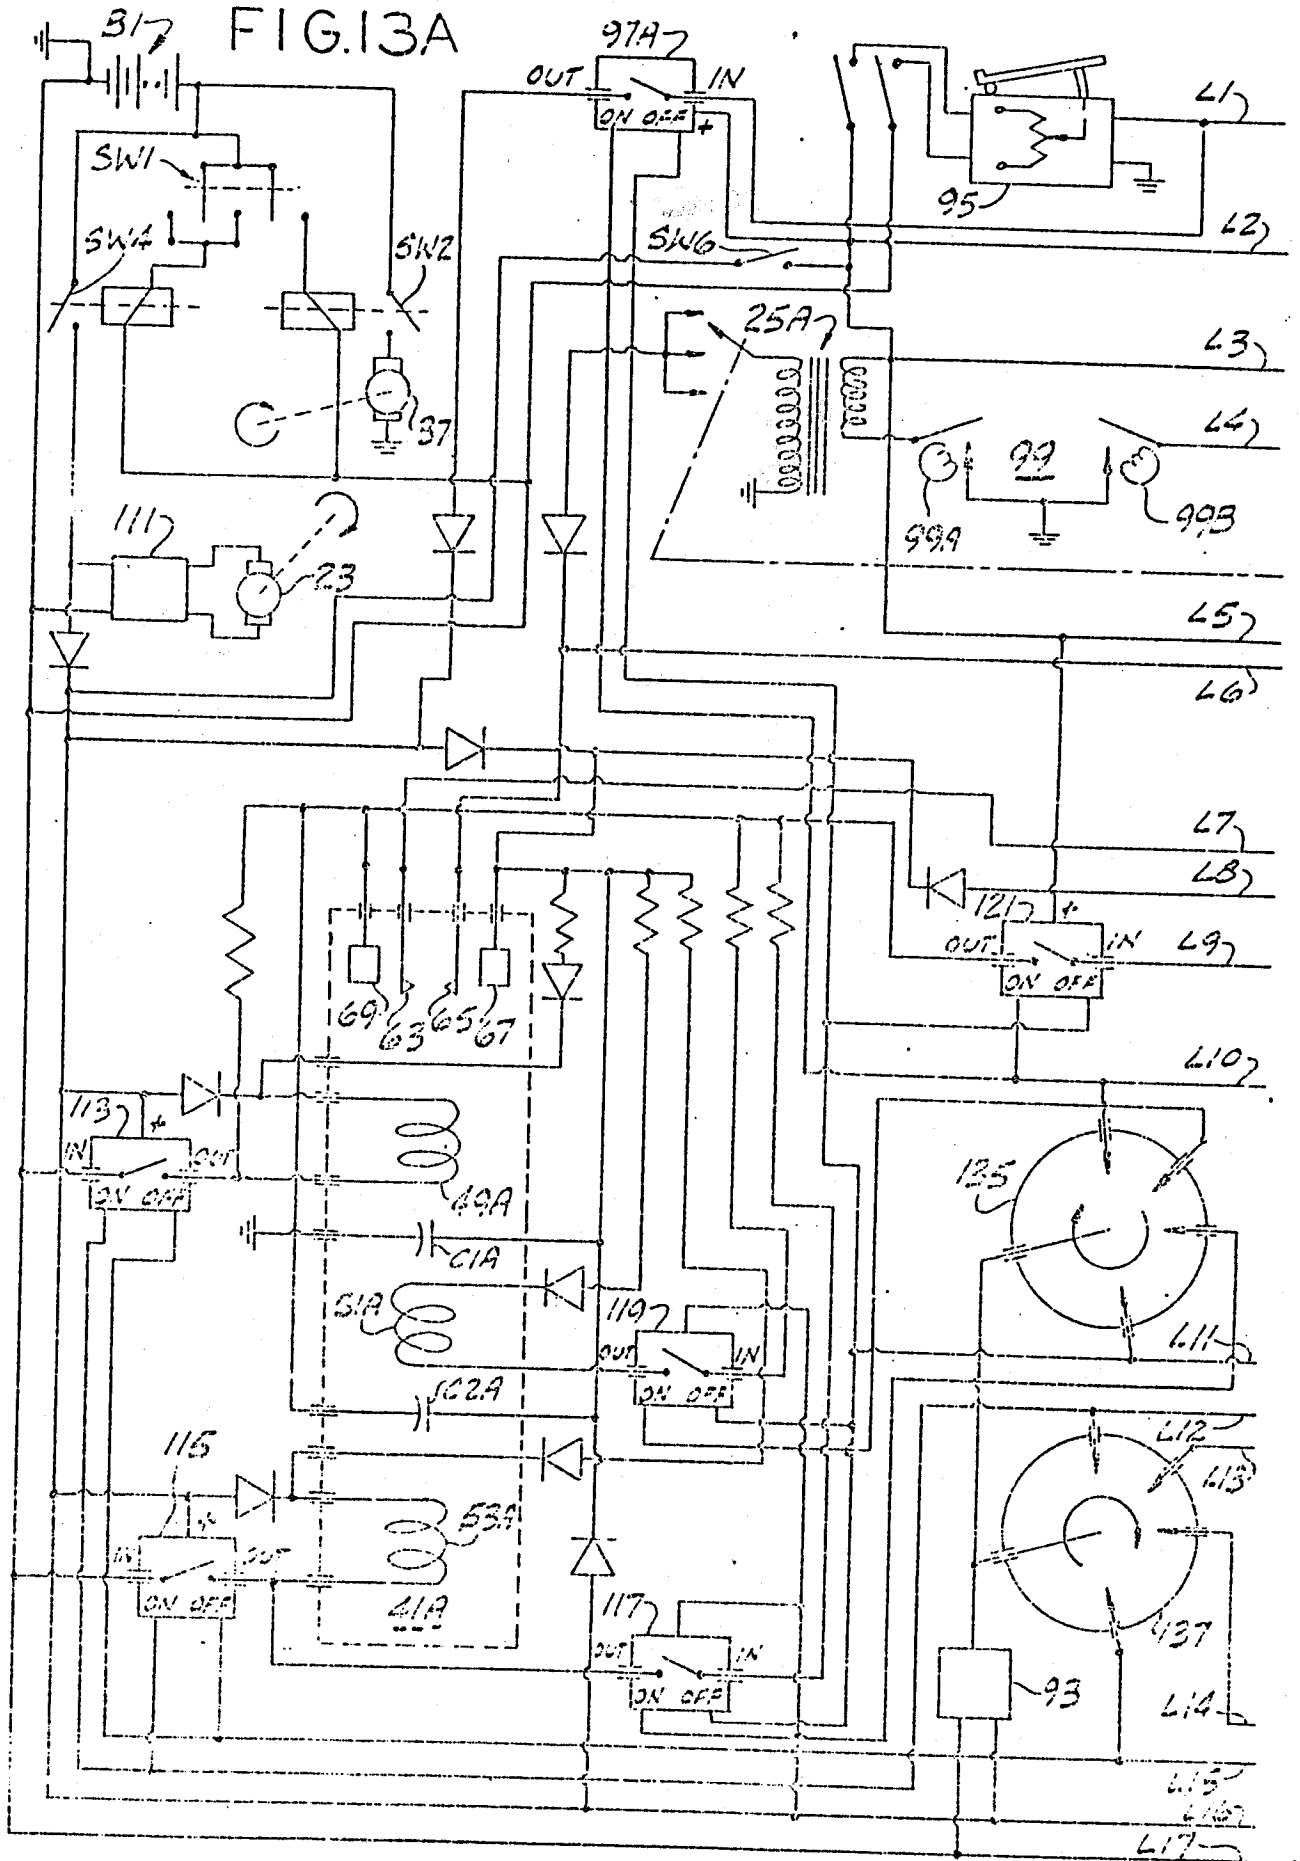 FIG.13A
B1
97A
OUT
IN
ON OFF
+
L1
SW1
95
L2
SW4
SW2
SW6
25A
L3
37
99
L4
99A
99B
111
23
L5
L6
L7
L8
121
+
OUT
IN
L9
ON OFF
69
63
65
67
L10
113
+
IN
OUT
ON OFF
49A
135
C1A
51A
119
OUT
IN
ON OFF
L11
C2A
L12
L13
115
+
53A
IN
OUT
ON OFF
41A
117
OUT
IN
ON OFF
137
93
L14
L15
L16
L17